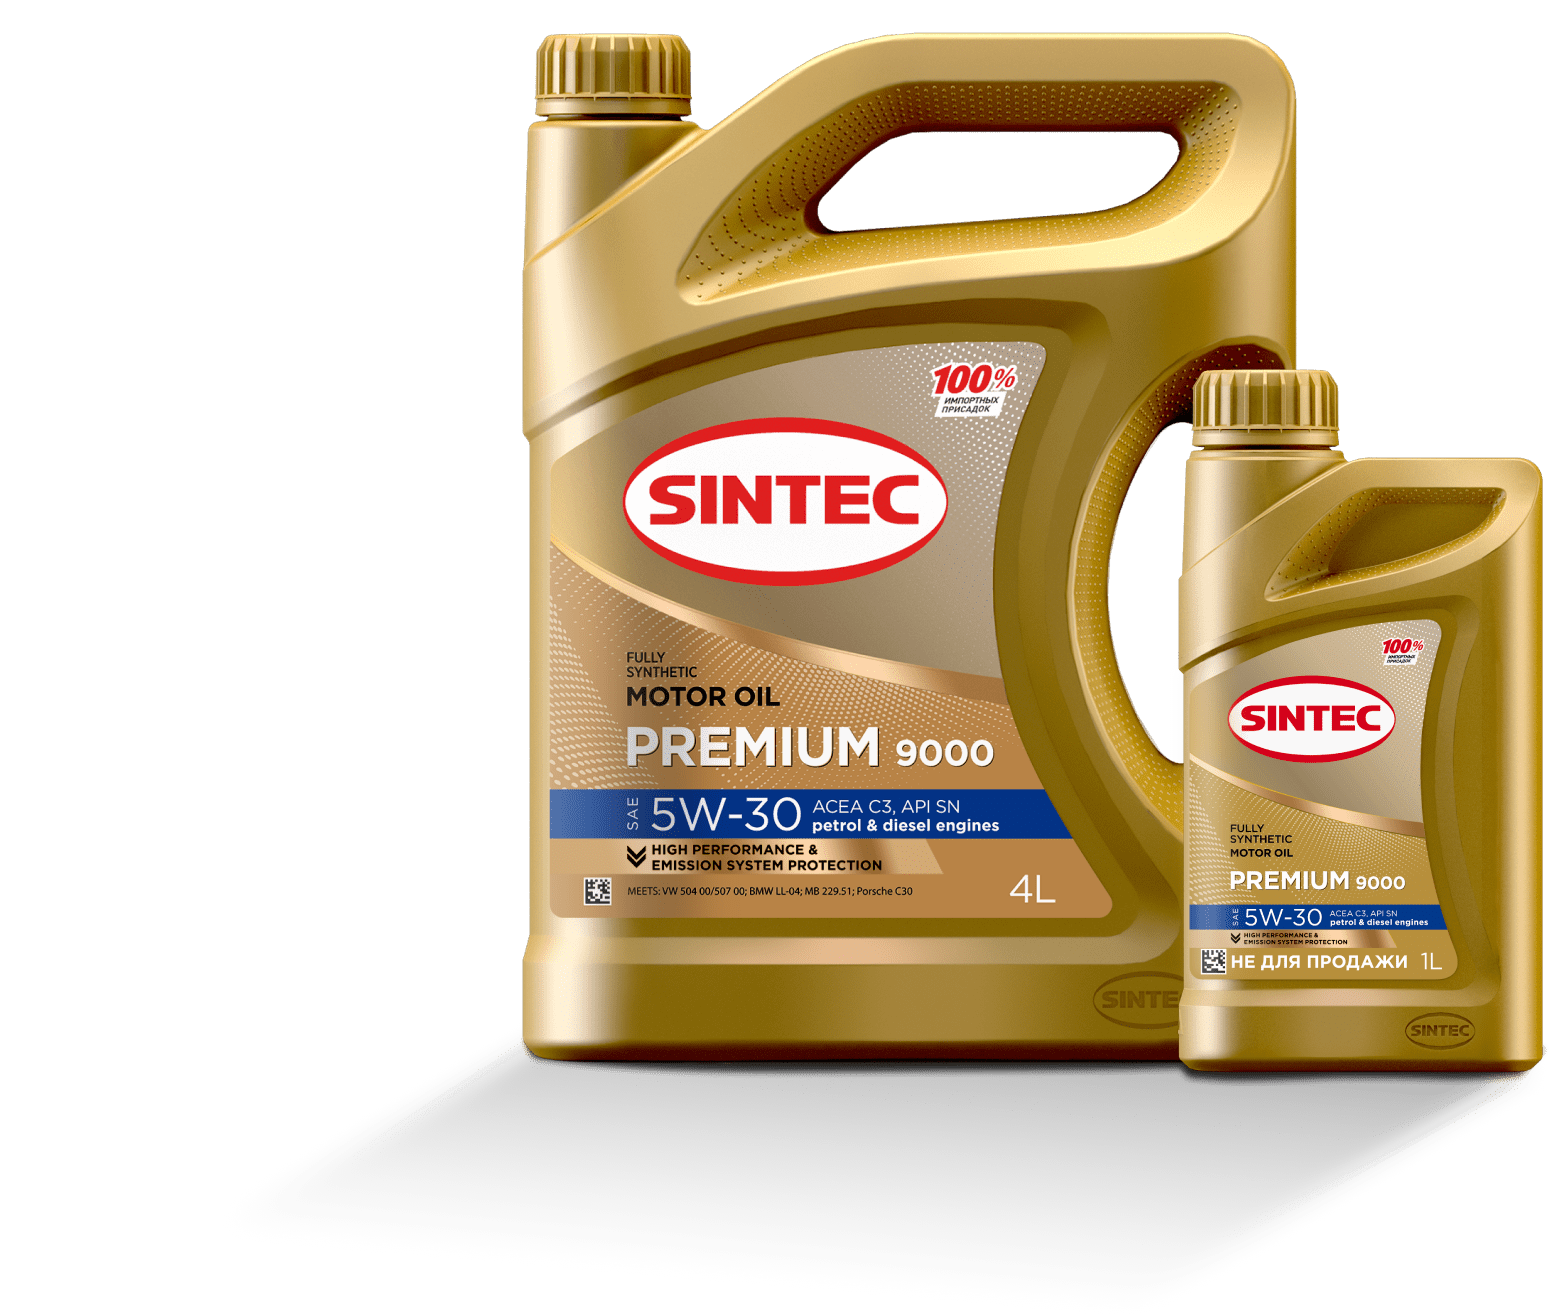 100%
ИМПОРТНЫХ
ПРИСАДОК
SINTEC
FULLY
SYNTHETIC
MOTOR OIL
PREMIUM 9000
SAE 5W-30 ACEA C3, API SN
petrol & diesel engines
HIGH PERFORMANCE &
EMISSION SYSTEM PROTECTION
MEETS: VW 504 00/507 00; BMW LL-04; MB 229.51; Porsche C30
4L
SINTE
100%
ИМПОРТНЫХ
ПРИСАДОК
SINTEC
FULLY
SYNTHETIC
MOTOR OIL
PREMIUM 9000
SAE 5W-30 ACEA C3, API SN
petrol & diesel engines
HIGH PERFORMANCE &
EMISSION SYSTEM PROTECTION
НЕ ДЛЯ ПРОДАЖИ 1L
SINTEC